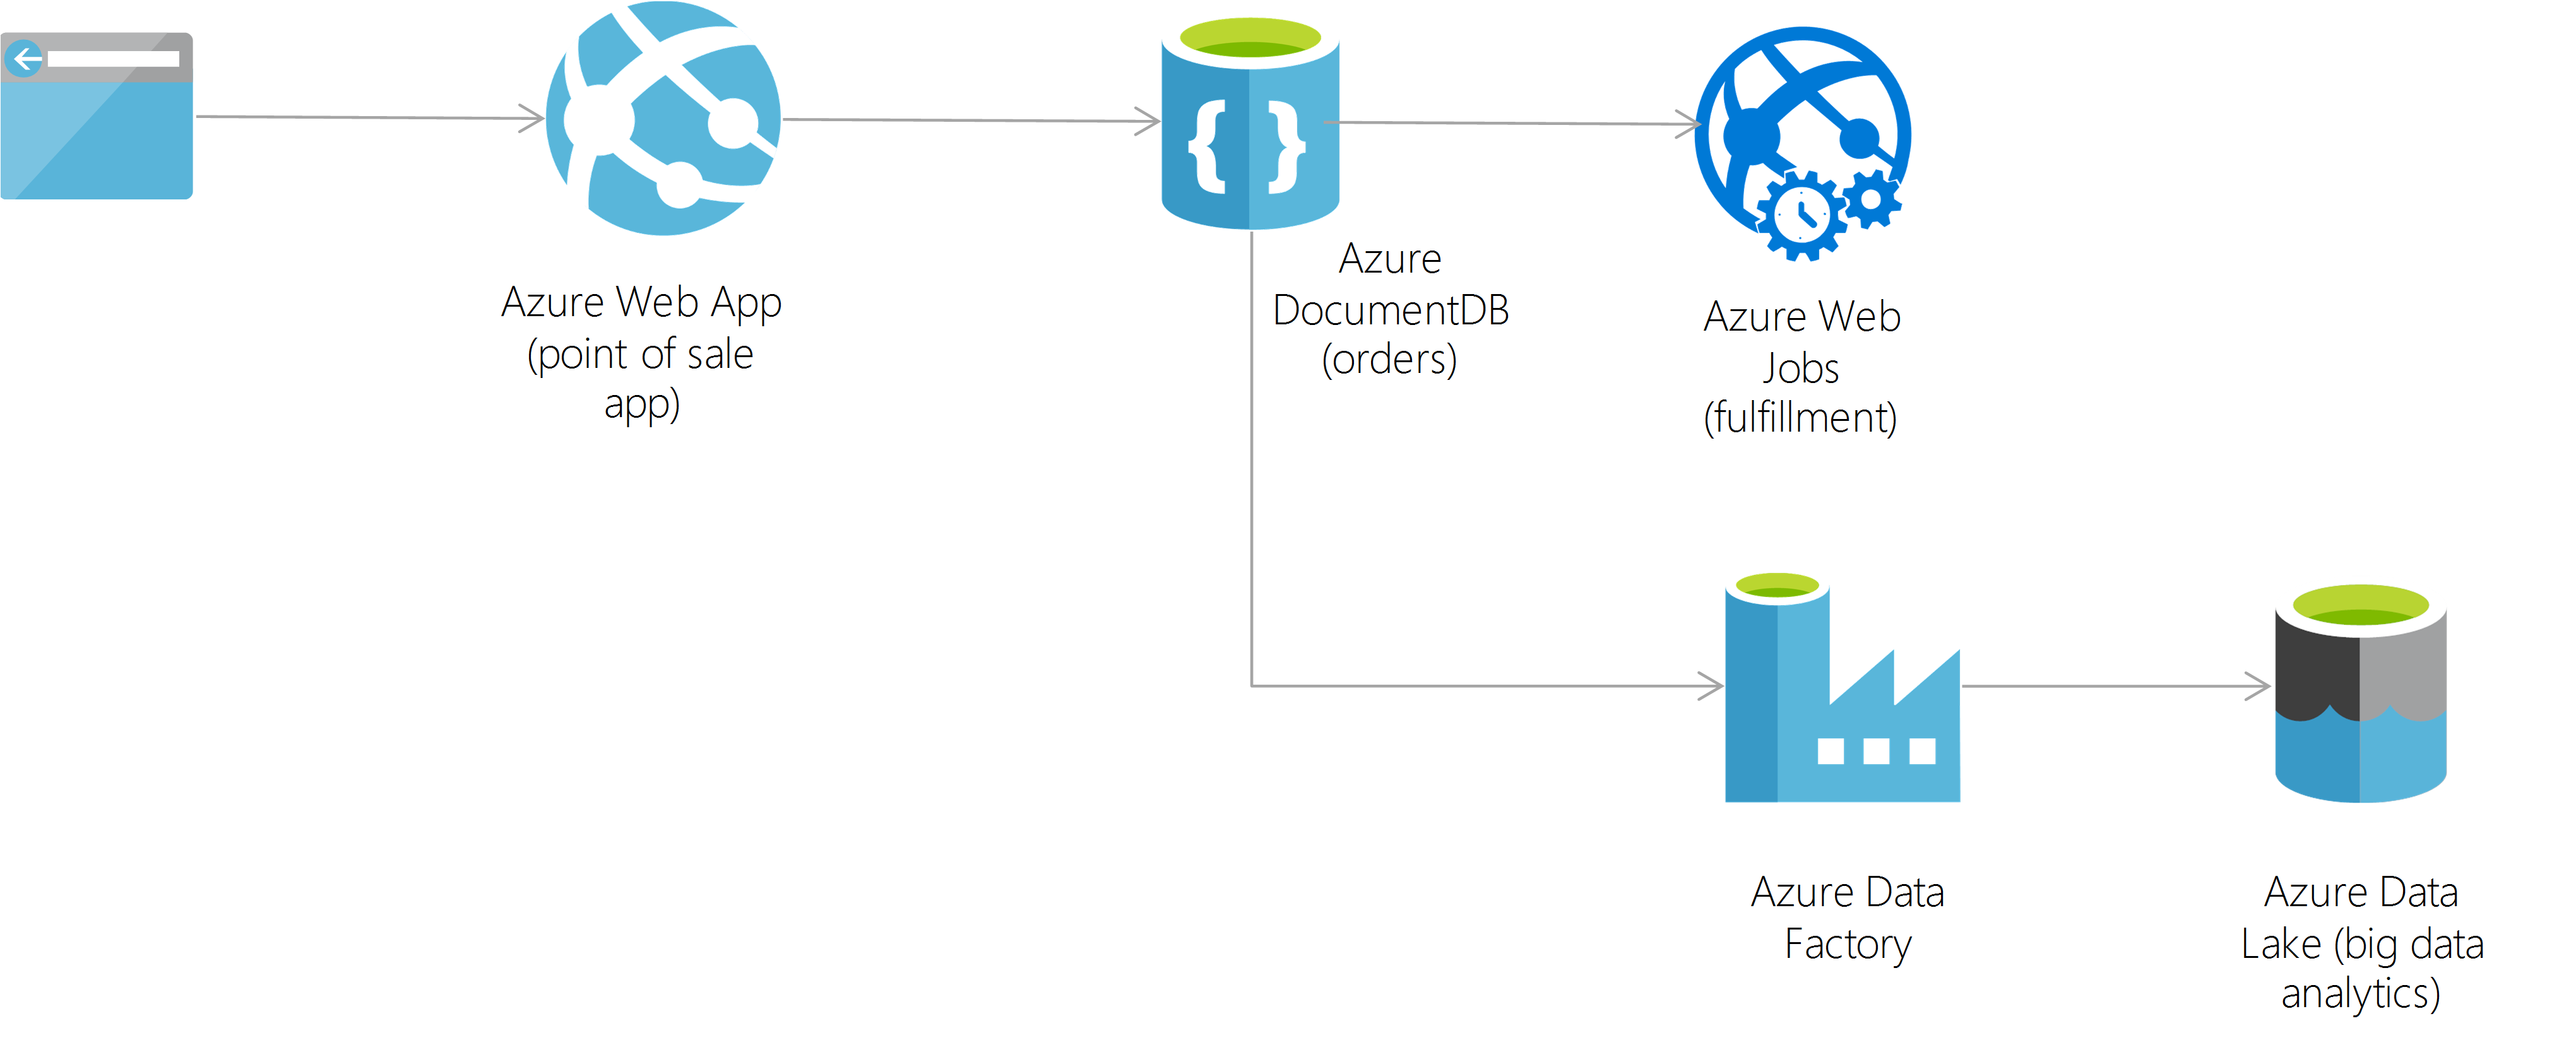 Azure Web App
(point of sale
app)
Azure
DocumentDB
(orders)
Azure Web
Jobs
(fulfillment)
Azure Data
Factory
Azure Data
Lake (big data
analytics)